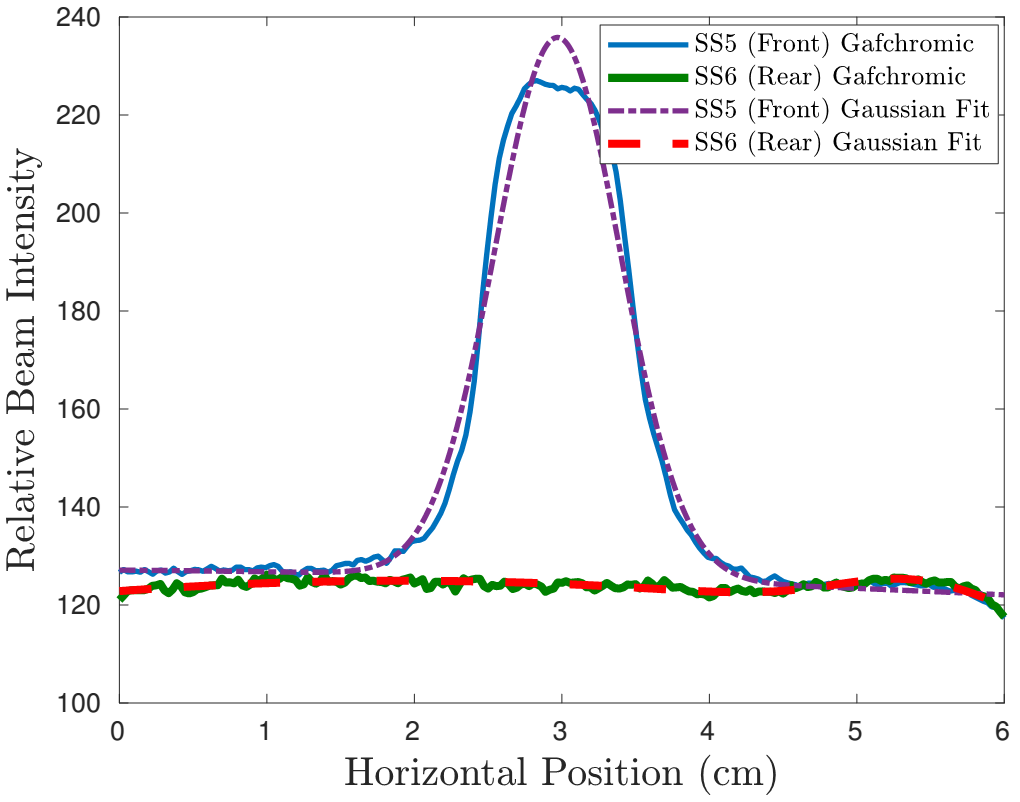 240
220
200
180
160
140
120
100
0 1 2 3 4 5 6
Relative Beam Intensity
Horizontal Position (cm)
SS5 (Front) Gafchromic
SS6 (Rear) Gafchromic
SS5 (Front) Gaussian Fit
SS6 (Rear) Gaussian Fit